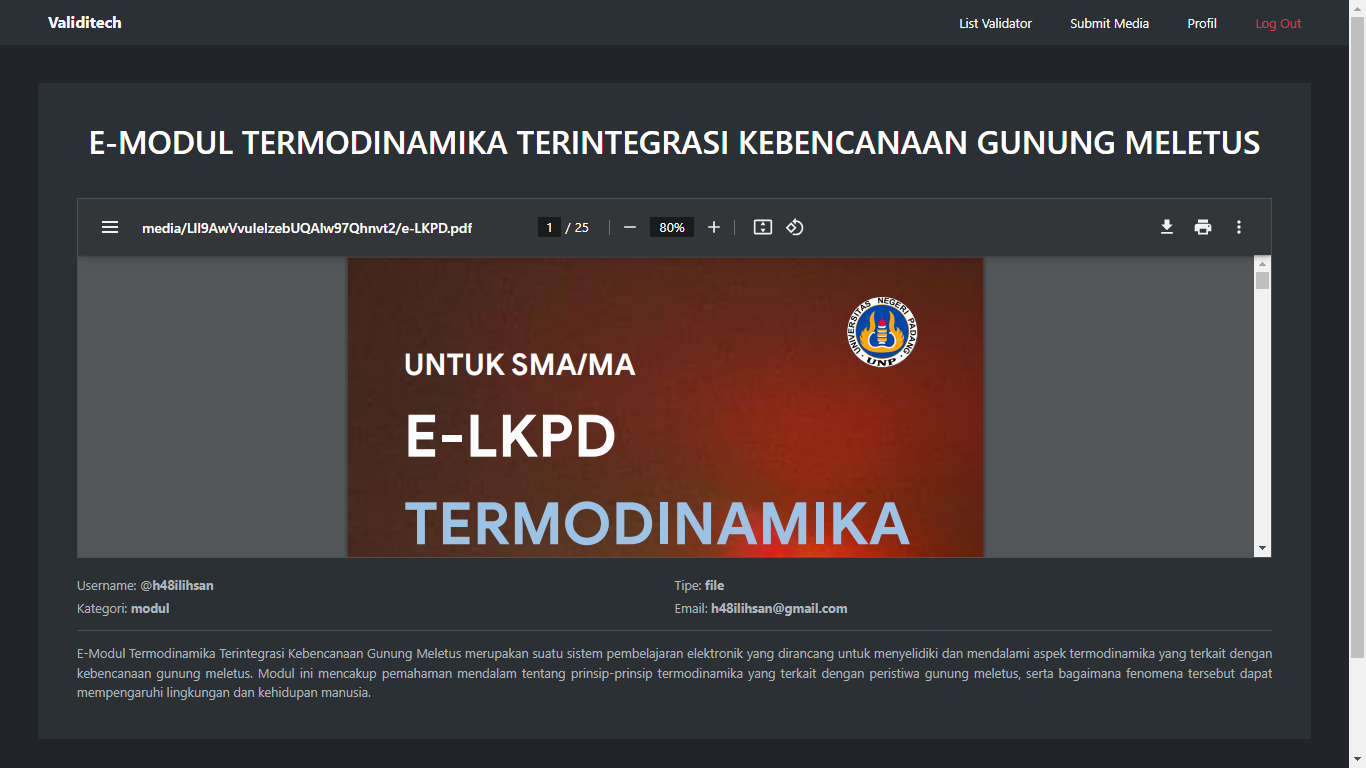 Validitech
List Validator
Submit Media
Profil
Log Out
E-MODUL TERMODINAMIKA TERINTEGRASI KEBENCANAAN GUNUNG MELETUS
1 / 25
80%
UNIVERSITAS NEGERI PADANG
UNP
UNTUK SMA/MA
E-LKPD
TERMODINAMIKA
Username: @h48ilihsan
Tipe: file
Kategori: modul
Email: h48ilihsan@gmail.com
E-Modul Termodinamika Terintegrasi Kebencanaan Gunung Meletus merupakan suatu sistem pembelajaran elektronik yang dirancang untuk menyelidiki dan mendalami aspek termodinamika yang terkait dengan
kebencanaan gunung meletus. Modul ini mencakup pemahaman mendalam tentang prinsip-prinsip termodinamika yang terkait dengan peristiwa gunung meletus, serta bagaimana fenomena tersebut dapat
mempengaruhi lingkungan dan kehidupan manusia.